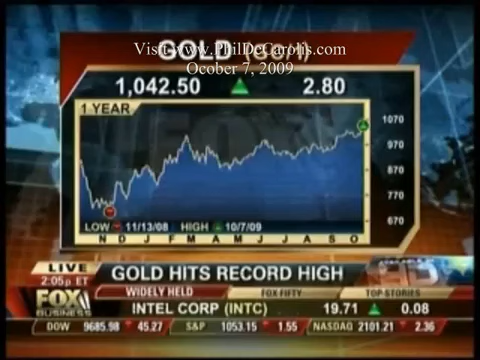 Visit www.PhilDeCarolis.com
GOLD
Ocober 7, 2009
1,042.50 2.80
1 YEAR
1070
970
870
770
670
LOW 11/13/08 HIGH 10/7/09
N D J F M A M J J A S O
LIVE
2:05p ET
GOLD HITS RECORD HIGH
WIDELY HELD FOX FIFTY TOP STORIES
FOX
BUSINESS
INTEL CORP (INTC) 19.71 0.08
DOW 9685.98 45.27 S&P 1053.15 1.55 NASDAQ 2101.21 2.36